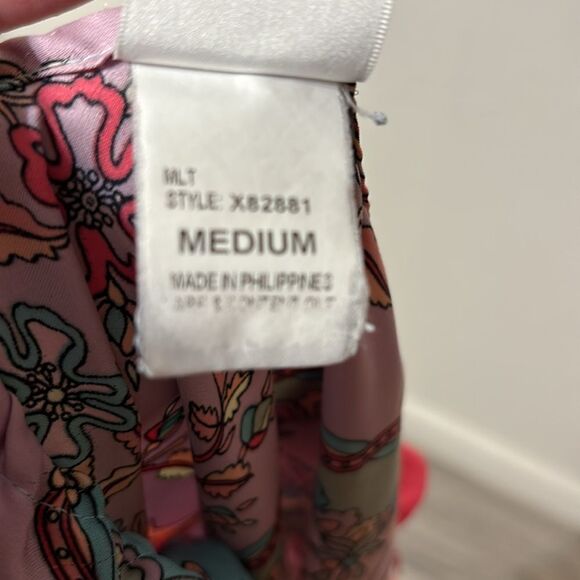 MLT
STYLE: X82881
MEDIUM
MADE IN PHILIPPINES